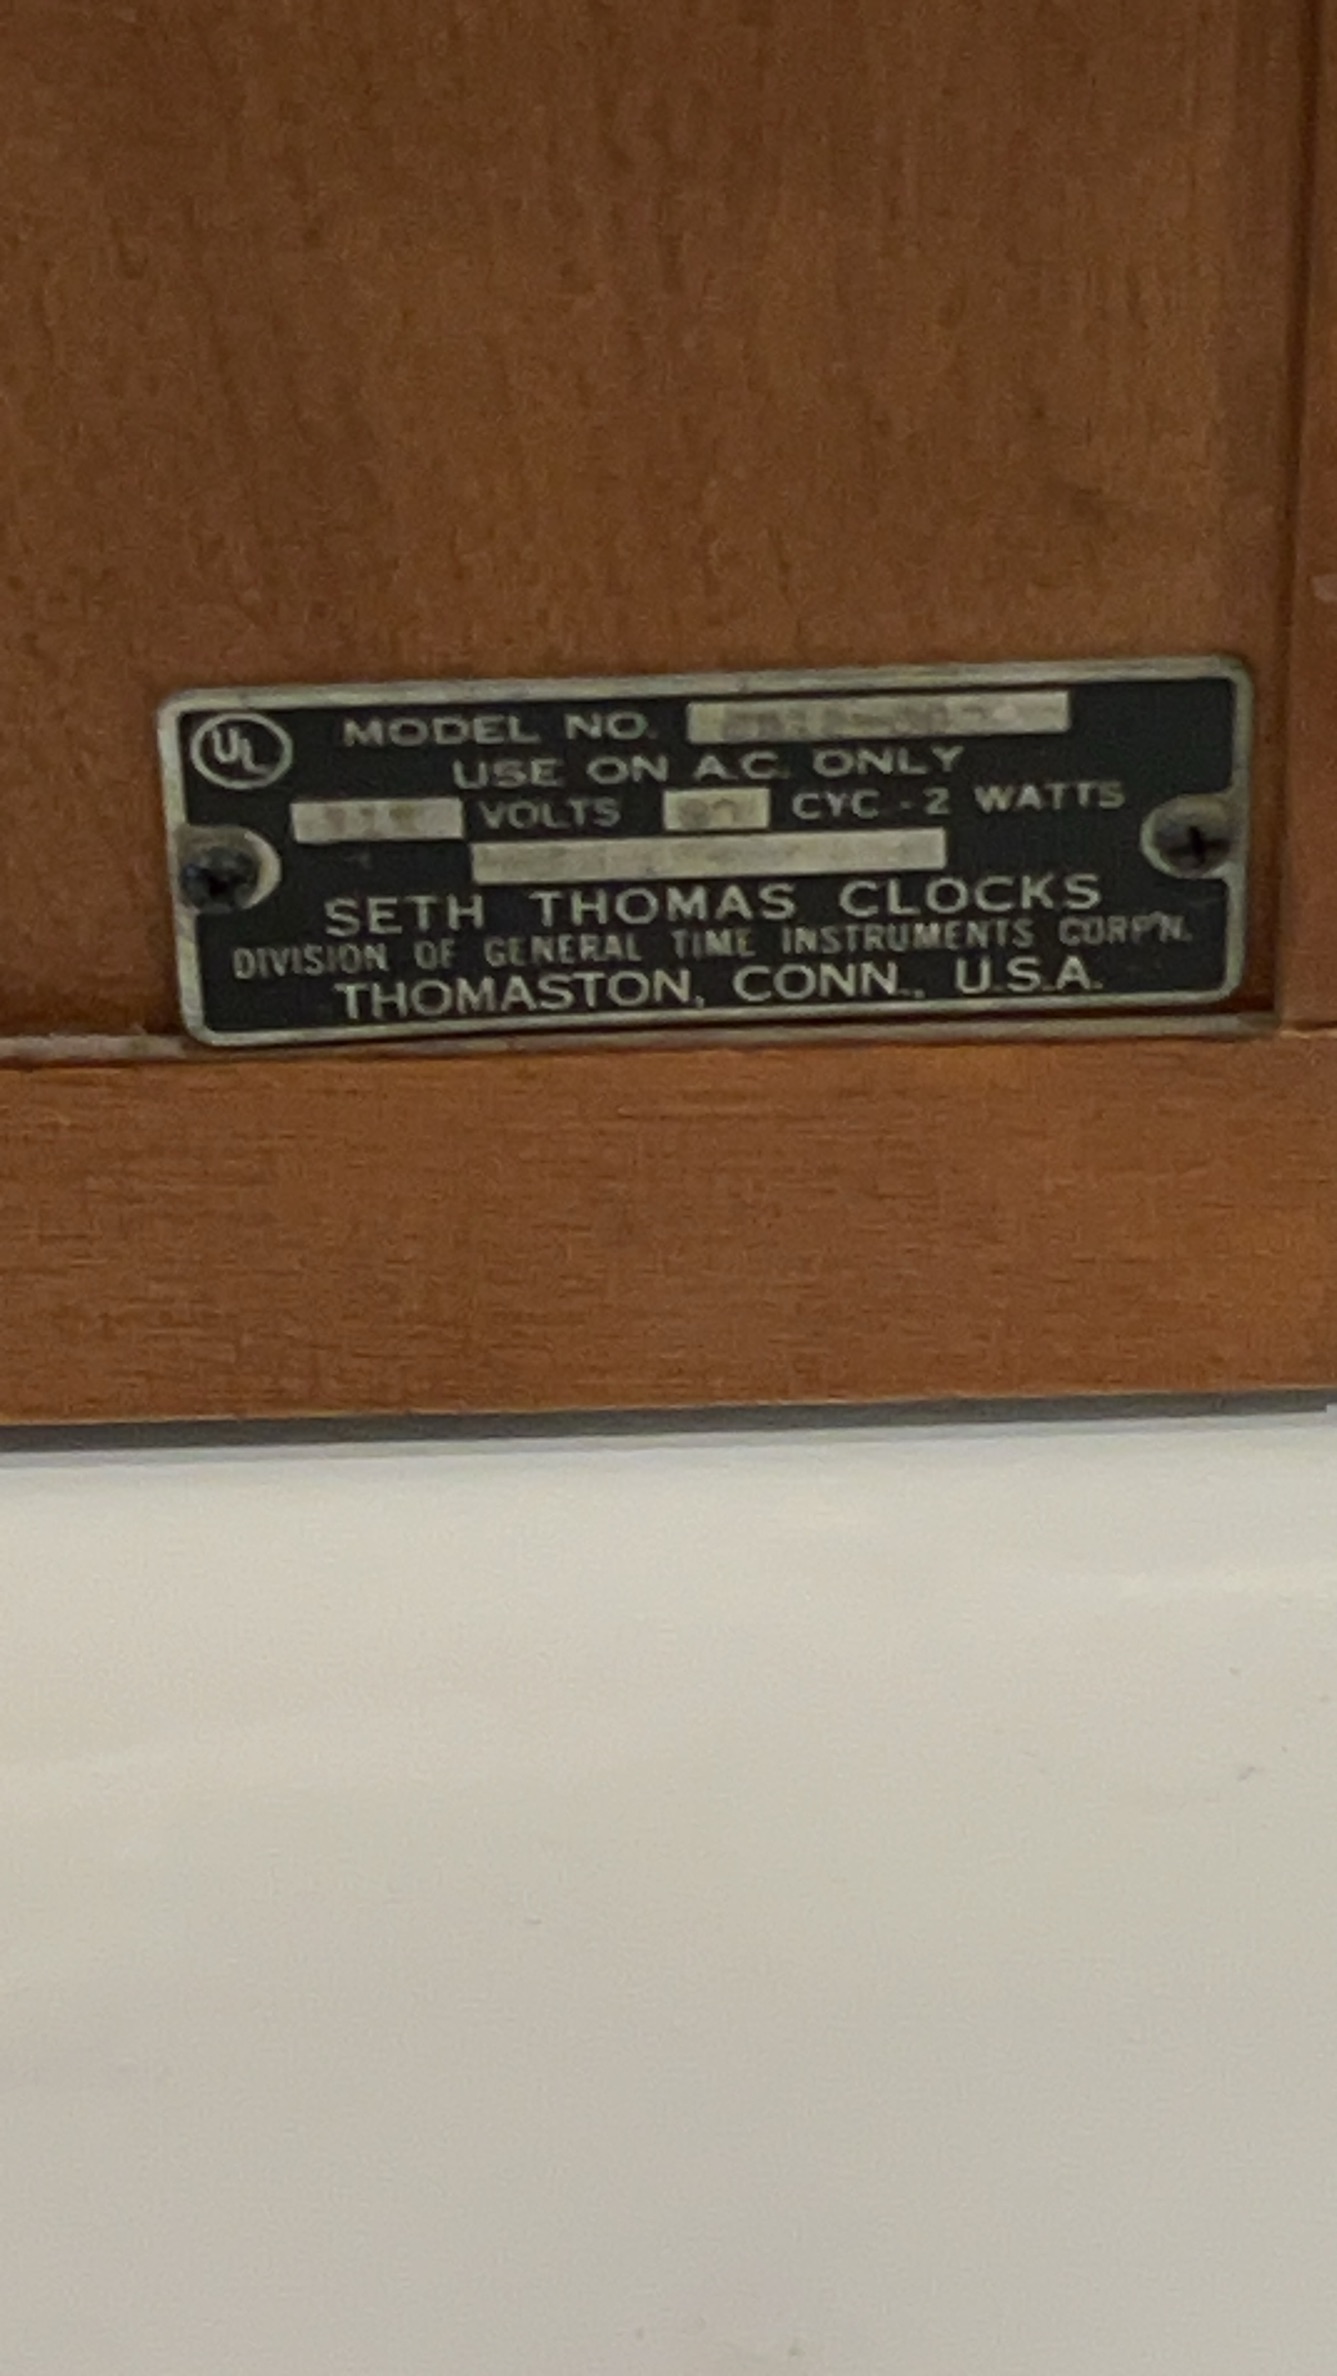 UL MODEL NO.
USE ON A.C. ONLY
VOLTS 60 CYC - 2 WATTS
SETH THOMAS CLOCKS
DIVISION OF GENERAL TIME INSTRUMENTS CORP'N.
THOMASTON, CONN., U.S.A.